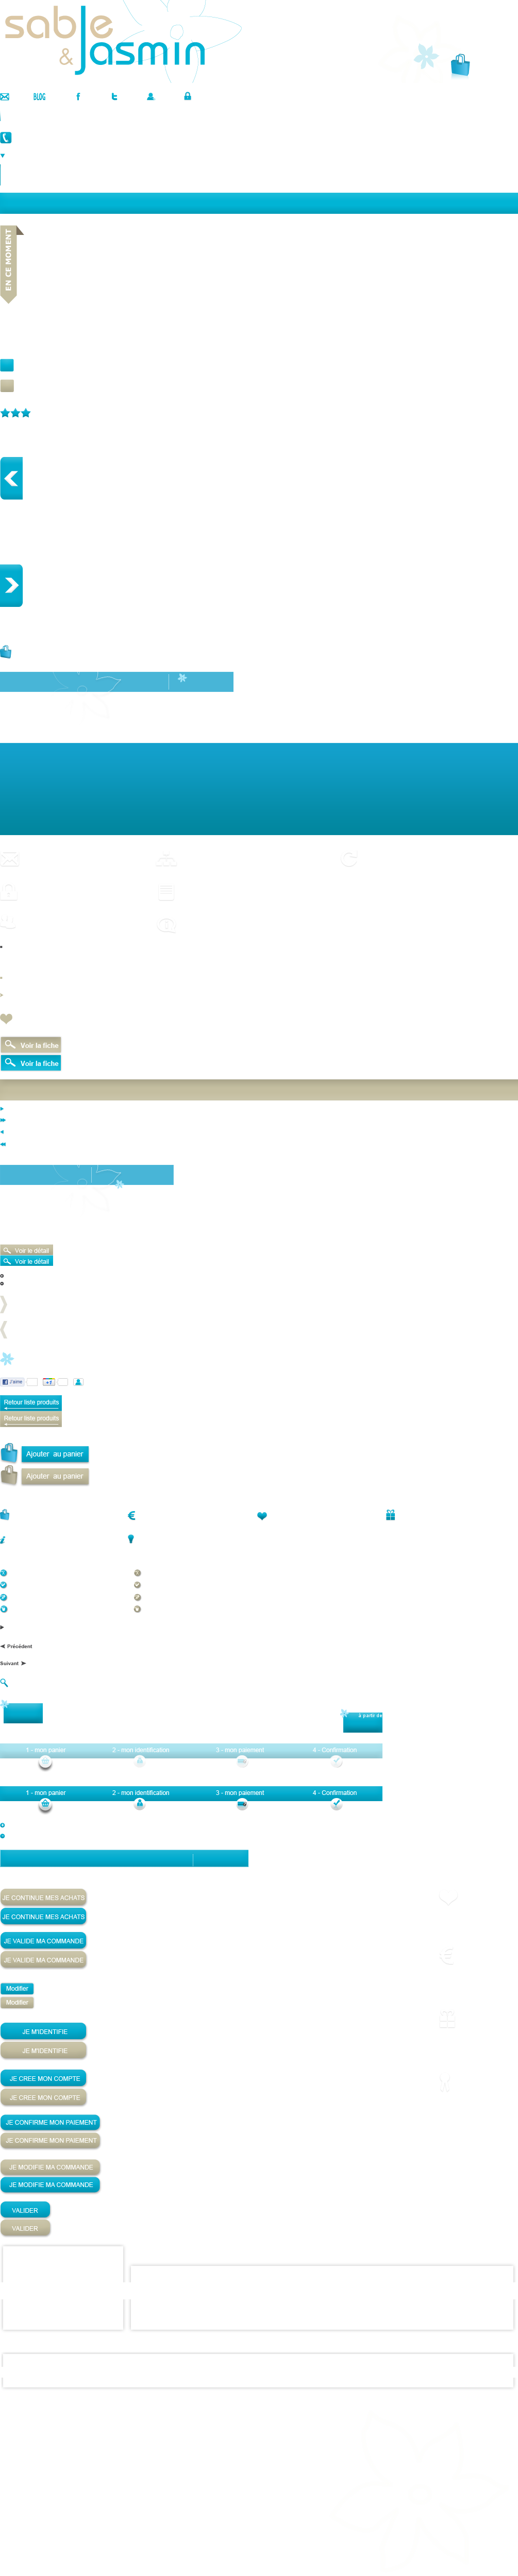 sable
& Jasmin
BLOG
EN CE MOMENT
Voir la fiche
Voir la fiche
Voir le détail
Voir le détail
J'aime
+1
Retour liste produits
Retour liste produits
Ajouter au panier
Ajouter au panier
Précédent
Suivant
à partir de
1 - mon panier 2 - mon identification 3 - mon paiement 4 - Confirmation
1 - mon panier 2 - mon identification 3 - mon paiement 4 - Confirmation
JE CONTINUE MES ACHATS
JE CONTINUE MES ACHATS
JE VALIDE MA COMMANDE
JE VALIDE MA COMMANDE
Modifier
Modifier
JE M'IDENTIFIE
JE M'IDENTIFIE
JE CREE MON COMPTE
JE CREE MON COMPTE
JE CONFIRME MON PAIEMENT
JE CONFIRME MON PAIEMENT
JE MODIFIE MA COMMANDE
JE MODIFIE MA COMMANDE
VALIDER
VALIDER